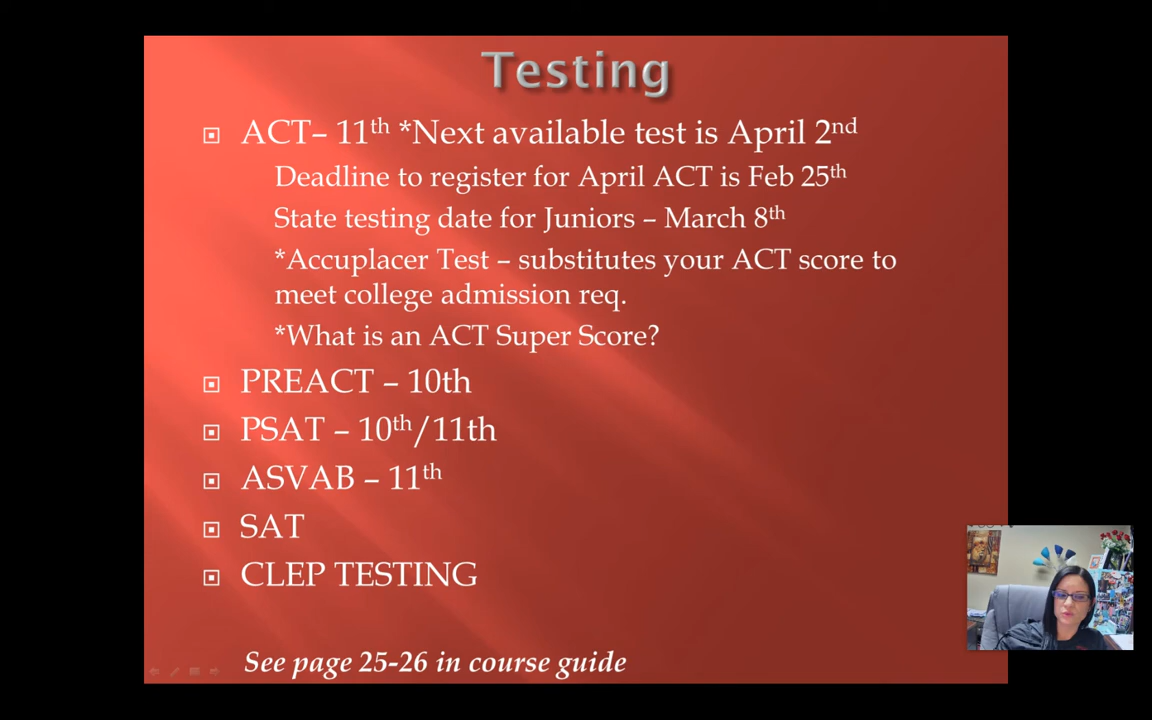 Testing
ACT– 11th *Next available test is April 2nd
Deadline to register for April ACT is Feb 25th
State testing date for Juniors – March 8th
*Accuplacer Test – substitutes your ACT score to
meet college admission req.
*What is an ACT Super Score?
PREACT – 10th
PSAT – 10th/11th
ASVAB – 11th
SAT
CLEP TESTING
See page 25-26 in course guide